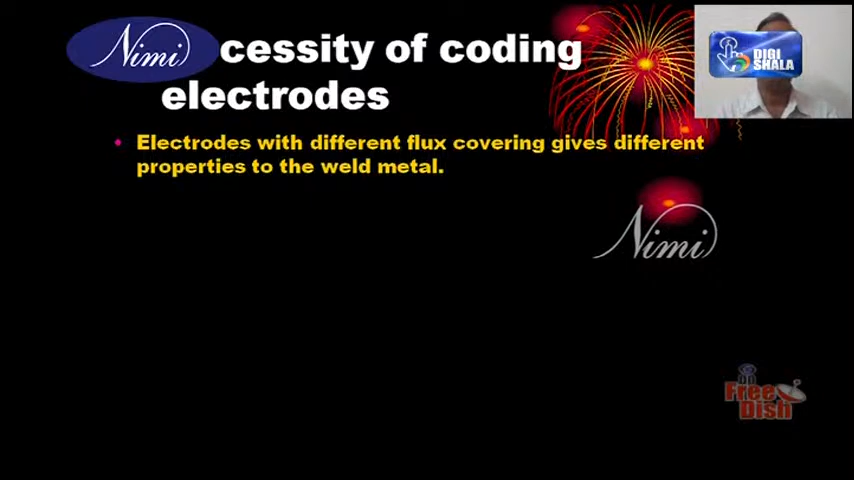 Nimi cessity of coding
electrodes
DIGI
SHALA
Electrodes with different flux covering gives different
properties to the weld metal.
Nimi
Free
Dish